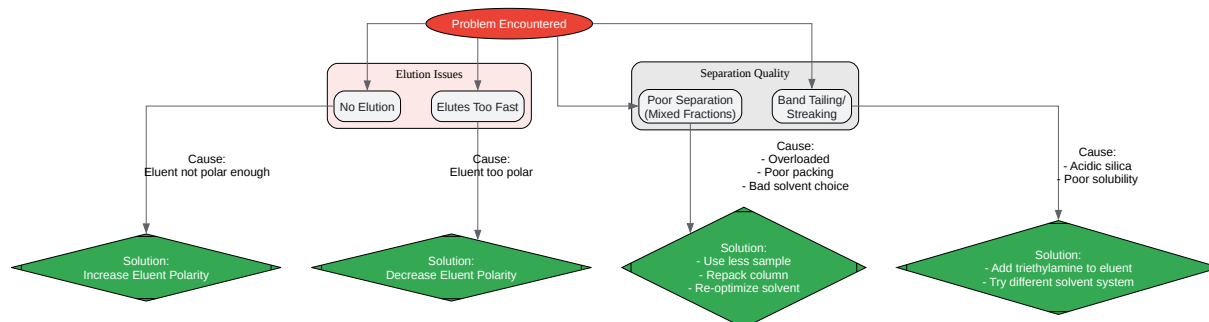 Problem Encountered
Elution Issues
Separation Quality
No Elution
Elutes Too Fast
Poor Separation
(Mixed Fractions)
Band Tailing/
Streaking
Cause:
Eluent not polar enough
Cause:
Eluent too polar
Cause:
- Overloaded
- Poor packing
- Bad solvent choice
Cause:
- Acidic silica
- Poor solubility
Solution:
Increase Eluent Polarity
Solution:
Decrease Eluent Polarity
Solution:
- Use less sample
- Repack column
- Re-optimize solvent
Solution:
- Add triethylamine to eluent
- Try different solvent system